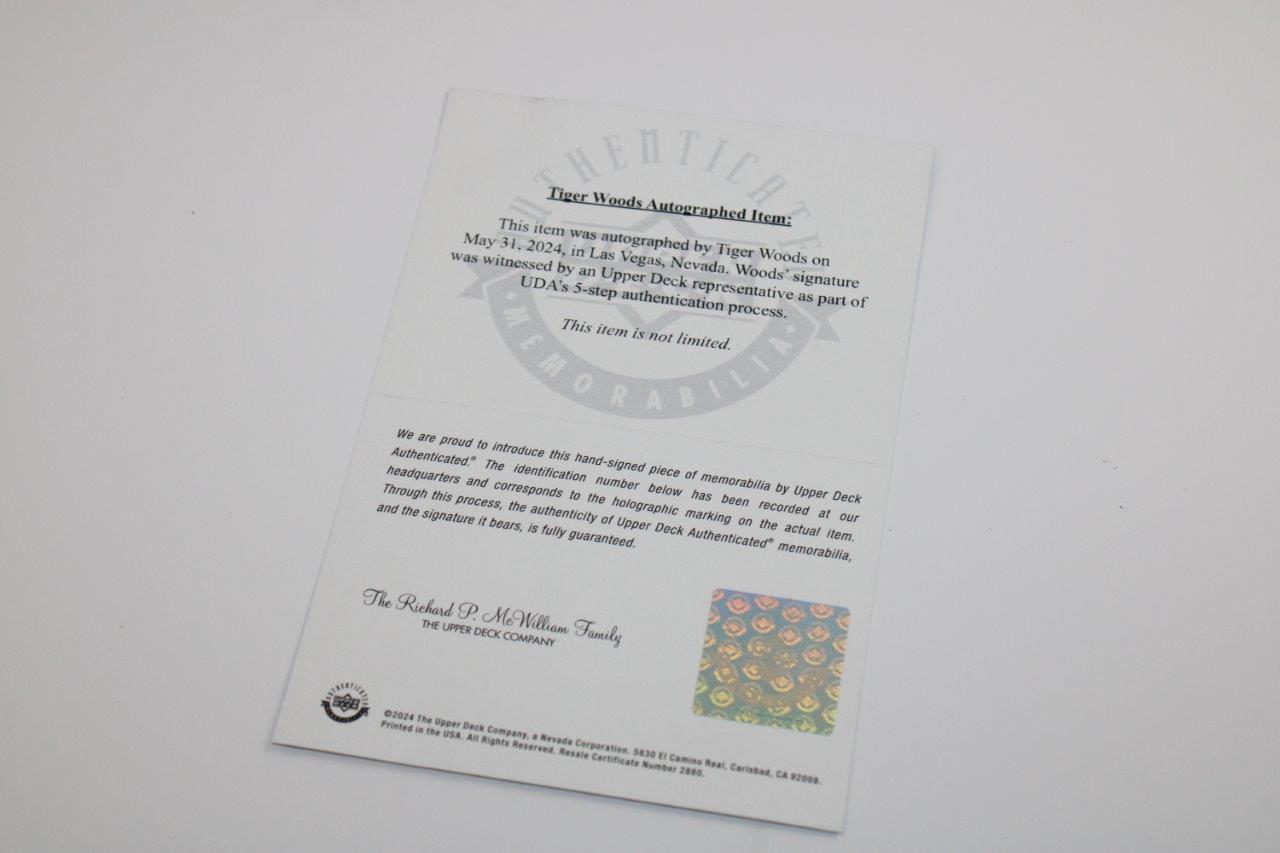 AUTHENTICATED
Tiger Woods Autographed Item:
This item was autographed by Tiger Woods on
May 31, 2024, in Las Vegas, Nevada. Woods' signature
was witnessed by an Upper Deck representative as part of
UDA's 5-step authentication process.
This item is not limited.
MEMORABILIA
We are proud to introduce this hand-signed piece of memorabilia by Upper Deck
Authenticated.® The identification number below has been recorded at our
headquarters and corresponds to the holographic marking on the actual item.
Through this process, the authenticity of Upper Deck Authenticated® memorabilia,
and the signature it bears, is fully guaranteed.
The Richard P. McWilliam Family
THE UPPER DECK COMPANY
AUTHENTICATED
UPPER DECK
MEMORABILIA
©2024 The Upper Deck Company, a Nevada Corporation. 5830 El Camino Real, Carlsbad, CA 92008.
Printed in the USA. All Rights Reserved. Resale Certificate Number 2880.